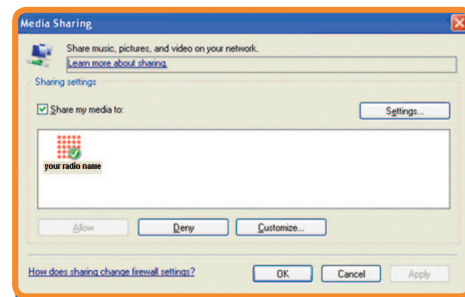 Media Sharing
Share music, pictures, and video on your network.
Learn more about sharing.
Sharing settings
Share my media to:
Settings...
your radio name
Allow
Deny
Customize...
How does sharing change firewall settings?
OK
Cancel
Apply